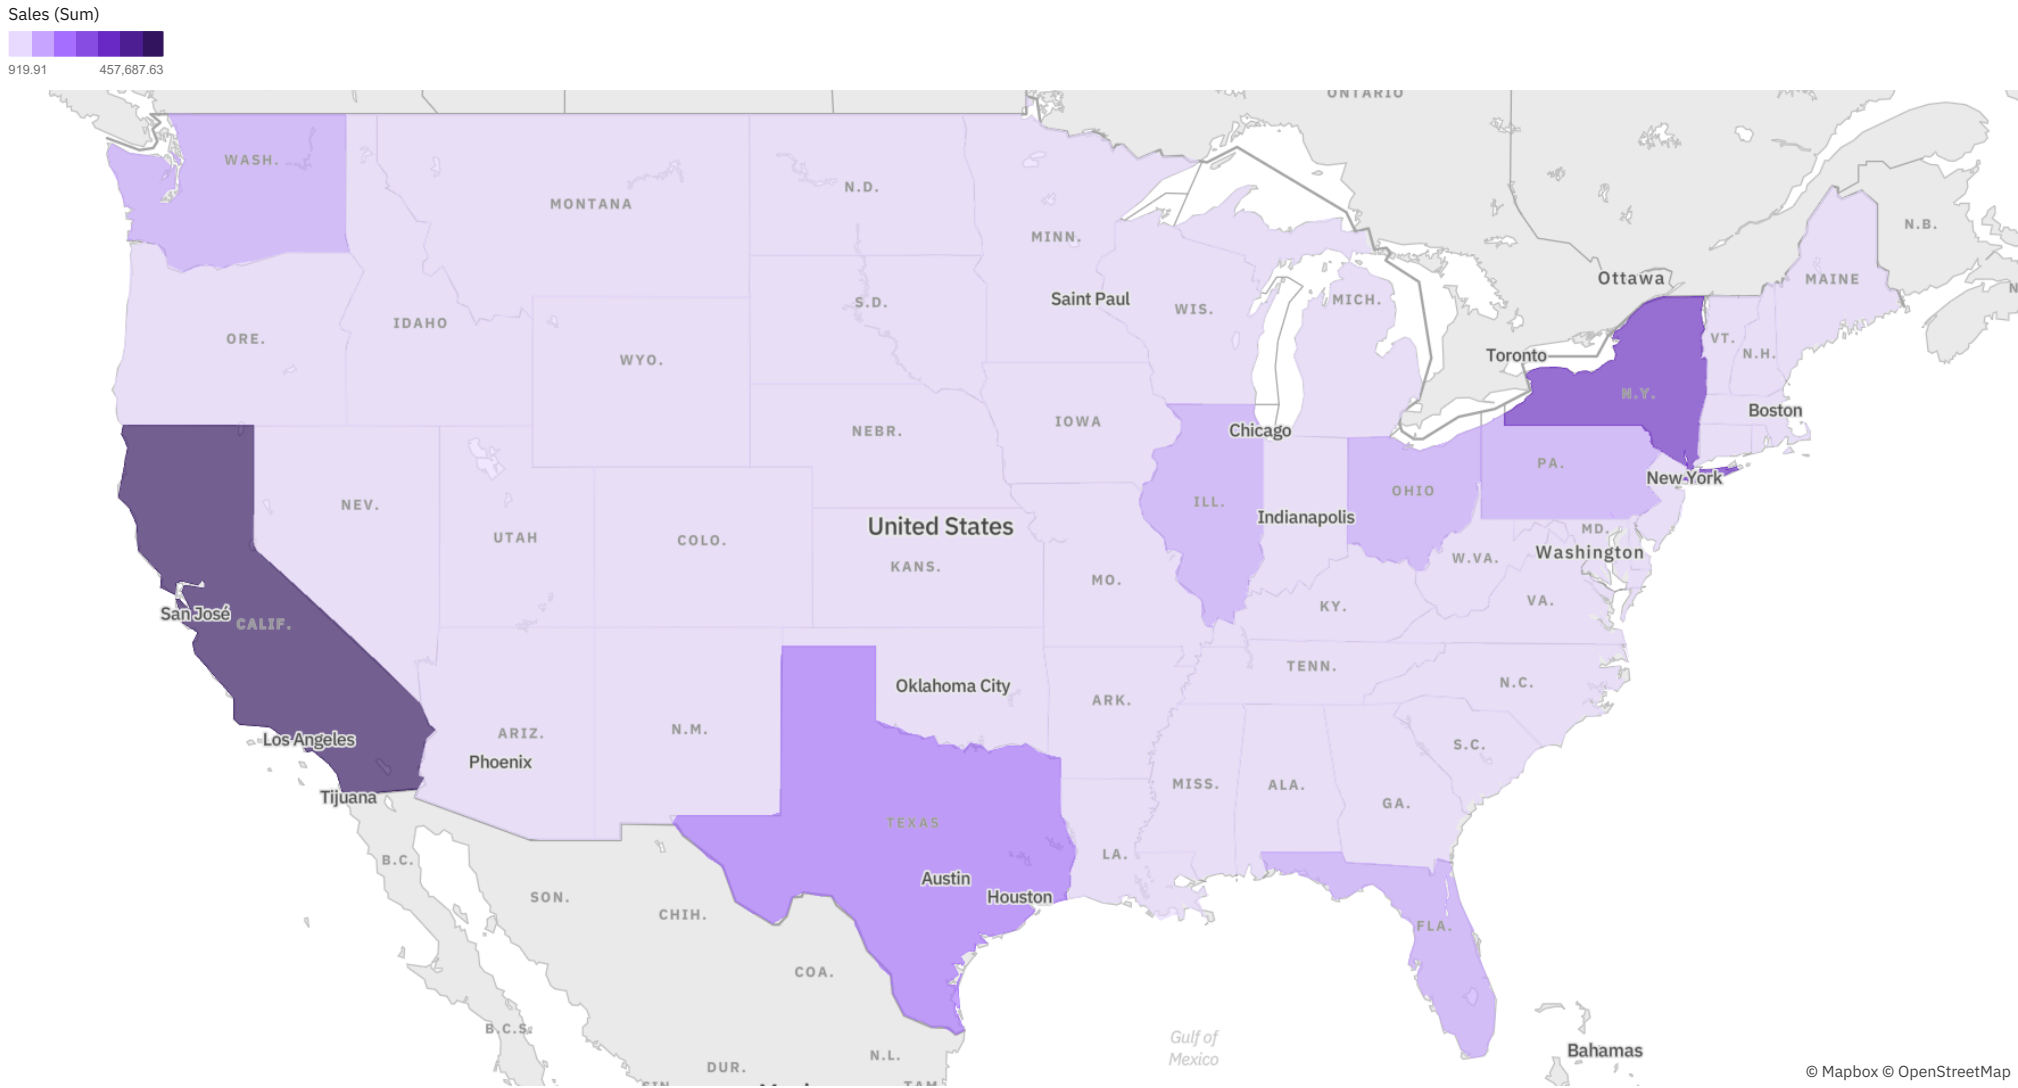 Sales (Sum)
919.91
457,687.63
ONTARIO
WASH.
MONTANA
N.D.
MINN.
N.B.
Ottawa
MAINE
S.D.
Saint Paul
WIS.
MICH.
IDAHO
ORE.
WYO.
Toronto
VT.
N.H.
N.Y.
Boston
IOWA
NEBR.
Chicago
PA.
New York
OHIO
NEV.
ILL.
Indianapolis
United States
UTAH
COLO.
MD.
Washington
W.VA.
KANS.
MO.
KY.
VA.
San José
CALIF.
TENN.
N.C.
Oklahoma City
ARK.
Los Angeles
ARIZ.
N.M.
S.C.
Phoenix
MISS.
ALA.
GA.
Tijuana
TEXAS
B.C.
LA.
Austin
Houston
SON.
CHIH.
FLA.
COA.
B.C.S.
Gulf of
Mexico
N.L.
DUR.
Bahamas
© Mapbox © OpenStreetMap